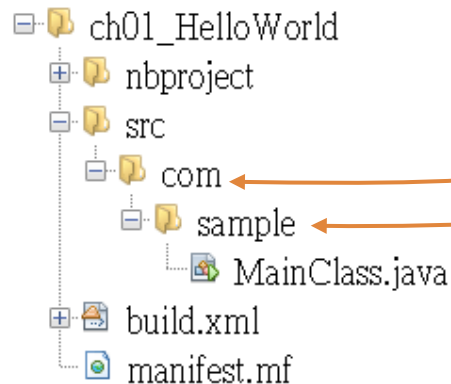 ch01_HelloWorld
nbproject
src
com
sample
MainClass.java
build.xml
manifest.mf